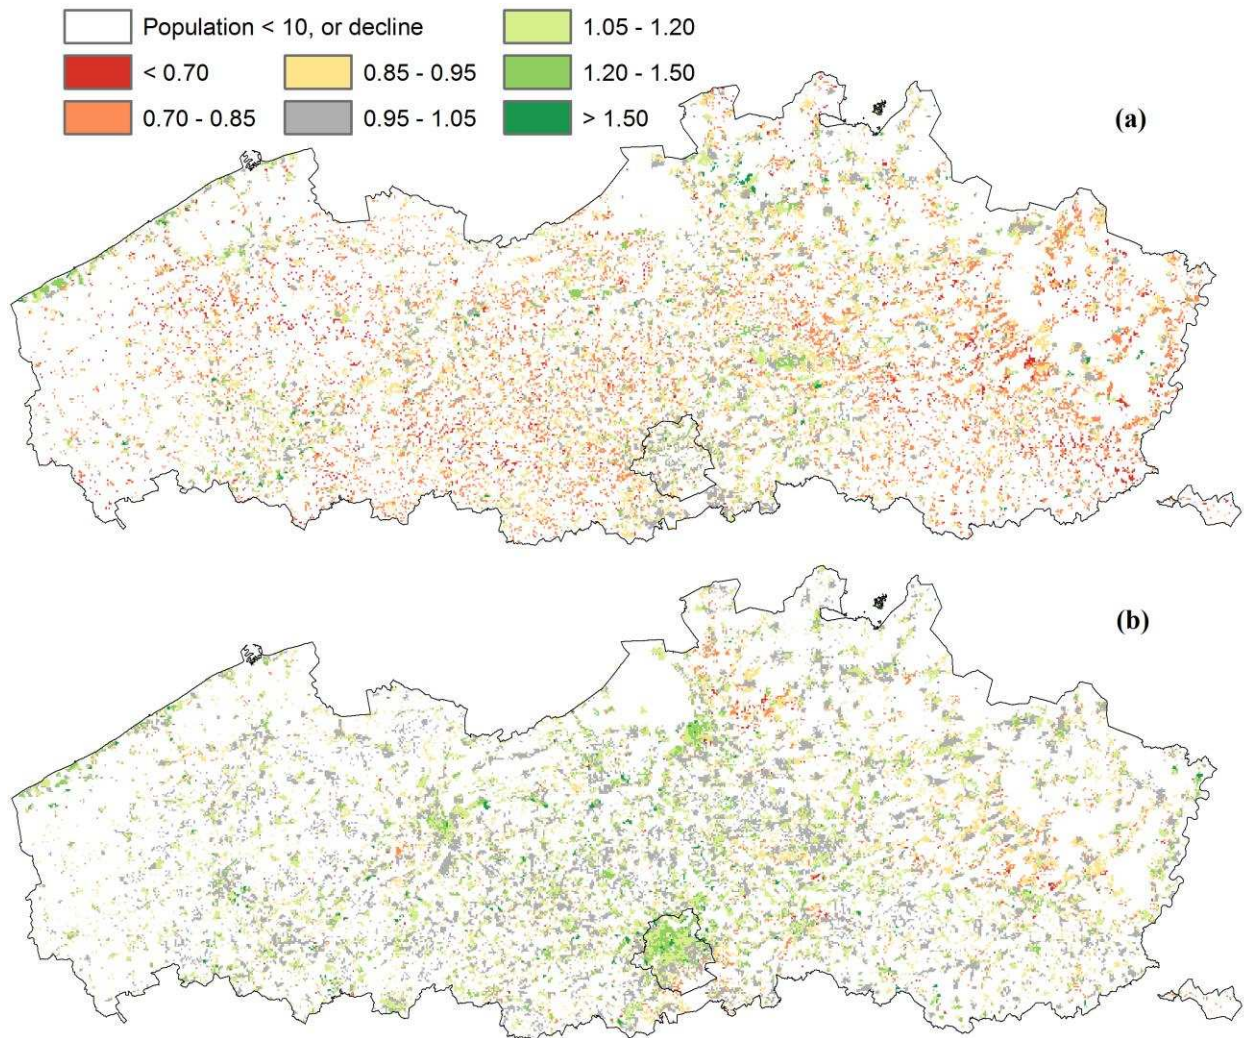 Population < 10, or decline
1.05 - 1.20
< 0.70
0.85 - 0.95
1.20 - 1.50
0.70 - 0.85
0.95 - 1.05
> 1.50
(a)
(b)